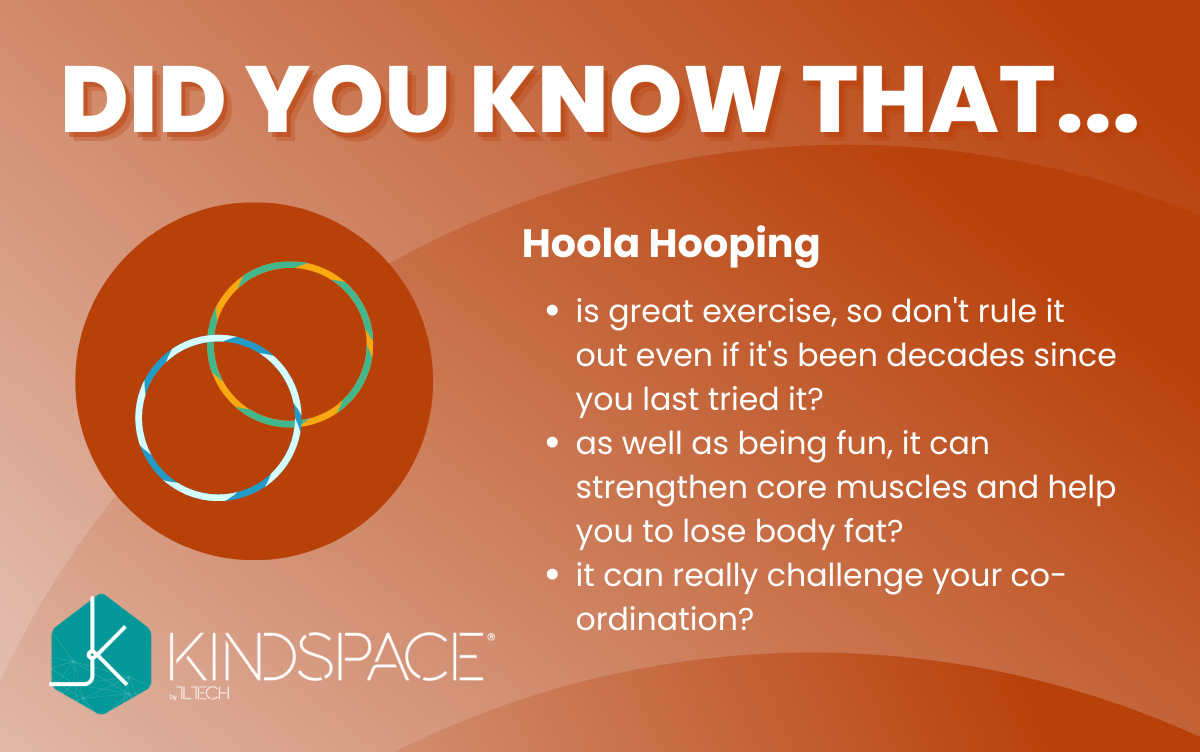 DID YOU KNOW THAT...
Hoola Hooping
• is great exercise, so don't rule it
out even if it's been decades since
you last tried it?
• as well as being fun, it can
strengthen core muscles and help
you to lose body fat?
• it can really challenge your co-
ordination?
KINDSPACE®
by TLTECH